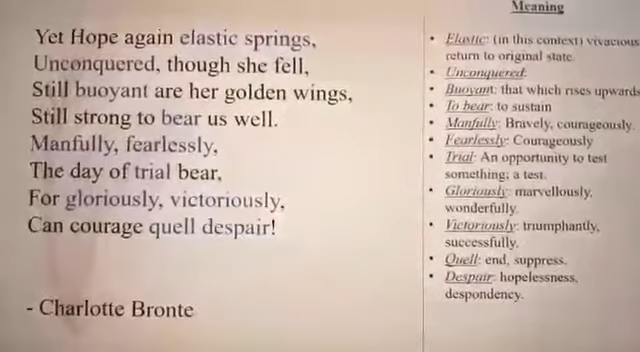 Yet Hope again elastic springs,
Unconquered, though she fell,
Still buoyant are her golden wings,
Still strong to bear us well.
Manfully, fearlessly,
The day of trial bear,
For gloriously, victoriously,
Can courage quell despair!
- Charlotte Bronte
Meaning
• Elastic: (in this context) vivacious
return to original state.
• Unconquered:
• Buoyant: that which rises upwards
• To bear: to sustain
• Manfully: Bravely, courageously.
• Fearlessly: Courageously
• Trial: An opportunity to test
something; a test.
• Gloriously: marvellously,
wonderfully.
• Victoriously: triumphantly,
successfully.
• Quell: end, suppress.
• Despair: hopelessness,
despondency.